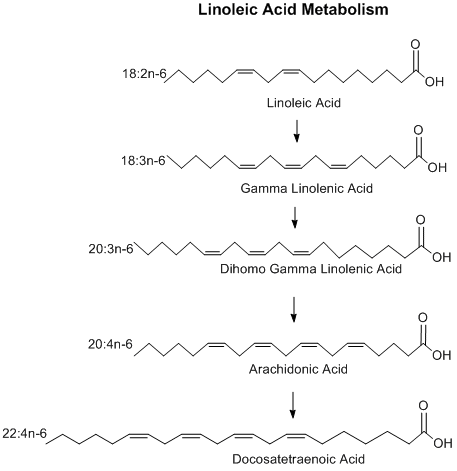 Linoleic Acid Metabolism
O
18:2n-6
OH
Linoleic Acid
O
18:3n-6
OH
Gamma Linolenic Acid
O
20:3n-6
OH
Dihomo Gamma Linolenic Acid
O
20:4n-6
OH
Arachidonic Acid
O
22:4n-6
OH
Docosatetraenoic Acid